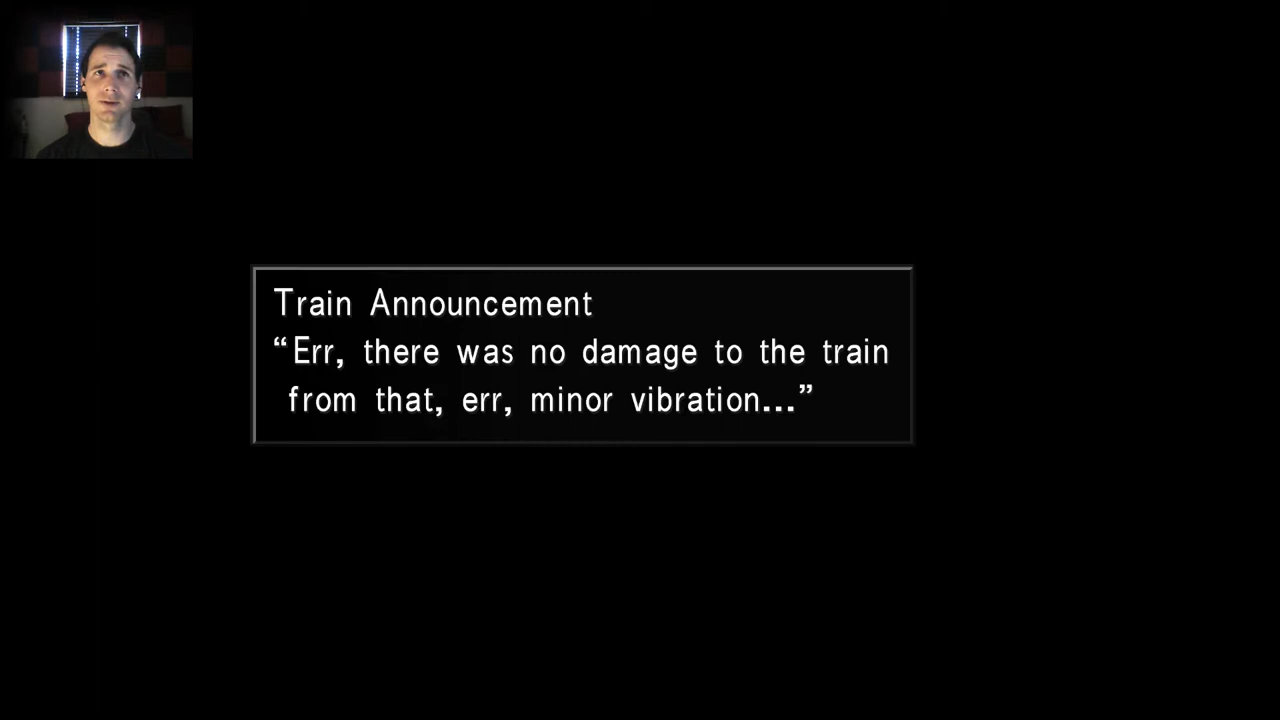 Train Announcement
“Err, there was no damage to the train
from that, err, minor vibration...”